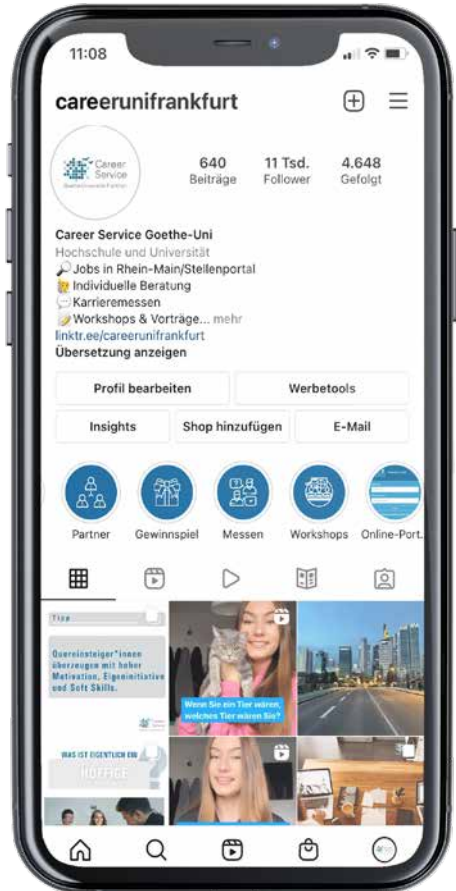 11:08
careerunifrankfurt
Career
Service
640
Beiträge
11 Tsd.
Follower
4.648
Gefolgt
Career Service Goethe-Uni
Hochschule und Universität
Jobs in Rhein-Main/Stellenportal
Individuelle Beratung
Karrieremessen
Workshops & Vorträge... mehr
linktr.ee/careerunifrankfurt
Übersetzung anzeigen
Profil bearbeiten
Werbetools
Insights
Shop hinzufügen
E-Mail
Partner
Gewinnspiel
Messen
Workshops
Online-Port...
Tipp
Quereinsteiger*innen
überzeugen mit hoher
Motivation, Eigeninitiative
und Soft Skills.
Wenn Sie ein Tier wären,
welches Tier wären Sie?
WAS IST EIGENTLICH EIN
HOFFICE
?